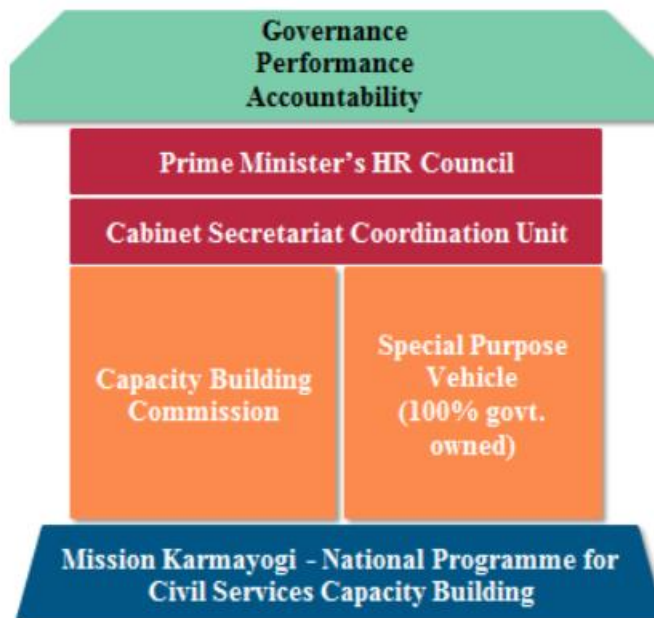 Governance
Performance
Accountability
Prime Minister's HR Council
Cabinet Secretariat Coordination Unit
Capacity Building
Commission
Special Purpose
Vehicle
(100% govt.
owned)
Mission Karmayogi - National Programme for
Civil Services Capacity Building